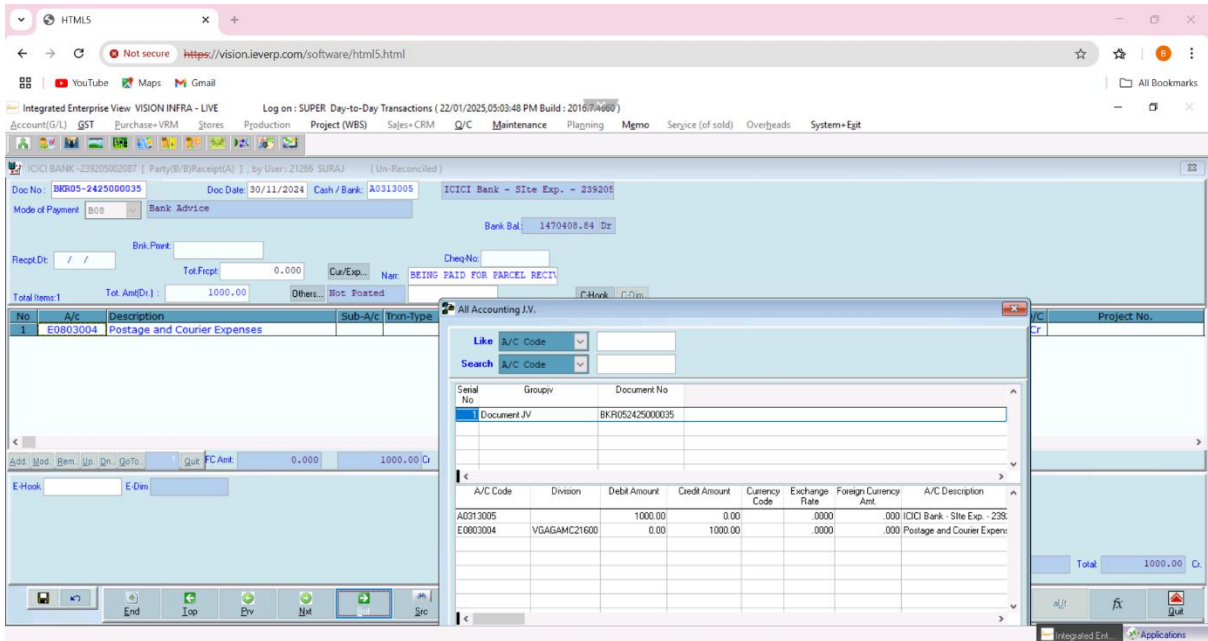 HTML5
Not secure https://vision.ieverp.com/software/html5.html
B
YouTube Maps Gmail All Bookmarks
Integrated Enterprise View VISION INFRA - LIVE Log on : SUPER Day-to-Day Transactions ( 22/01/2025,05:03:48 PM Build : 2016.7.4660 )
Account(G/L) GST Purchase+VRM Stores Production Project (WBS) Sales+CRM Q/C Maintenance Planning Memo Service (of sold) Overheads System+Exit
ICICI BANK -239205002087 [ Party(B/B)Receipt(A) ] , by User : 21266 SURAJ ( Un-Reconciled )
Doc No : BKR05-2425000035 Doc Date: 30/11/2024 Cash / Bank: A0313005 ICICI Bank - SIte Exp. - 239205
Mode of Payment B08 Bank Advice
Bank Bal: 1470408.84 Dr
Bnk.Pmnt:
Recpt.Dt: / / Cheq-No:
Tot.Frcpt: 0.000 Cur/Exp... Narr: BEING PAID FOR PARCEL RECIV
Total Items:1 Tot. Amt(Dr.) : 1000.00 Others... Not Posted C-Hook C-Dim
No A/c Description Sub-A/c Trxn-Type Project No.
1 E0803004 Postage and Courier Expenses Cr
All Accounting J.V.
Like A/C Code
Search A/C Code
Serial No Groupjv Document No
1 Document JV BKR052425000035
Add Mod Rem Up Dn.. GoTo.. 1 Quit FC Amt: 0.000 1000.00 Cr
E-Hook E-Dim
A/C Code Division Debit Amount Credit Amount Currency Code Exchange Rate Foreign Currency Amt. A/C Description
A0313005 1000.00 0.00 .0000 .000 ICICI Bank - SIte Exp. - 239
E0803004 VGAGAMC21600 0.00 1000.00 .0000 .000 Postage and Courier Expens
Total: 1000.00 Cr.
End Top Prv Nxt Bot Src fx Quit
Integrated Ent... Applications